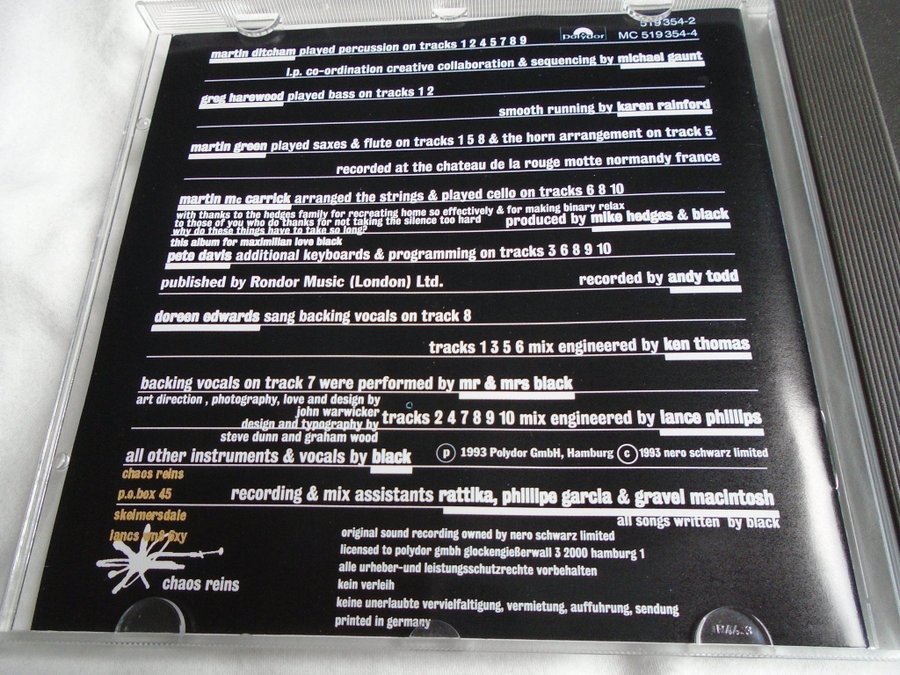 519 354-2
polydor
MC 519 354-4
martin ditcham played percussion on tracks 1 2 4 5 7 8 9
l.p. co-ordination creative collaboration & sequencing by michael gaunt
greg harewood played bass on tracks 1 2
smooth running by karen rainford
martin green played saxes & flute on tracks 1 5 8 & the horn arrangement on track 5
recorded at the chateau de la rouge motte normandy france
martin mc carrick arranged the strings & played cello on tracks 6 8 10
with thanks to the hedges family for recreating home so effectively & for making binary relax
to those of you who do thanks for not taking the silence too hard
why do these things have to take so long?
produced by mike hedges & black
this album for maximilian love black
pete davis additional keyboards & programming on tracks 3 6 8 9 10
published by Rondor Music (London) Ltd.
recorded by andy todd
doreen edwards sang backing vocals on track 8
tracks 1 3 5 6 mix engineered by ken thomas
backing vocals on track 7 were performed by mr & mrs black
art direction, photography, love and design by
john warwicker
tracks 2 4 7 8 9 10 mix engineered by lance phillips
design and typography by
steve dunn and graham wood
all other instruments & vocals by black
p 1993 Polydor GmbH, Hamburg c 1993 nero schwarz limited
chaos reins
p.o.box 45
skelmersdale
lancs
recording & mix assistants rattika, phillipe garcia & gravel macintosh
all songs written by black
chaos reins
original sound recording owned by nero schwarz limited
licensed to polydor gmbh glockengießerwall 3 2000 hamburg 1
alle urheber-und leistungsschutzrechte vorbehalten
kein verleih
keine unerlaubte vervielfaltigung, vermietung, auffuhrung, sendung
printed in germany